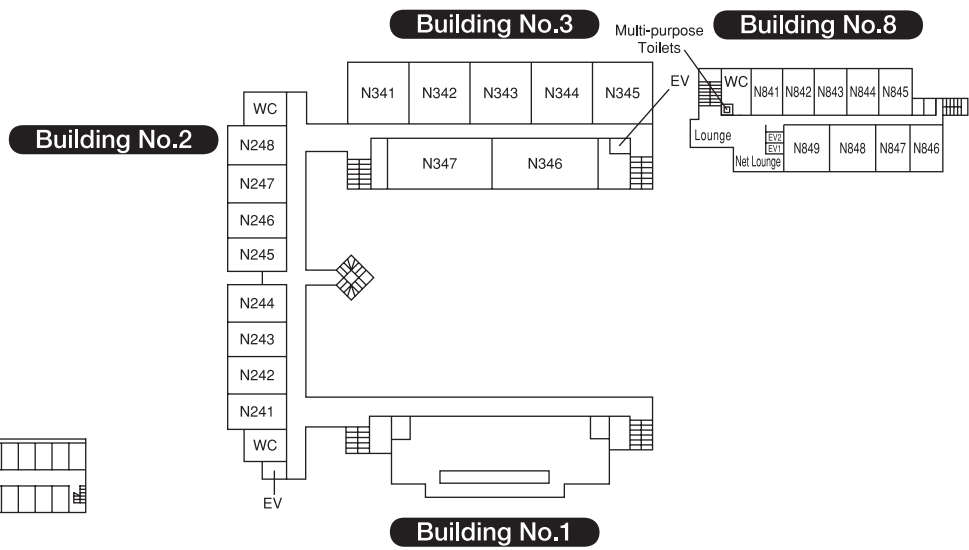 Building No.3
Multi-purpose
Toilets
Building No.8
EV
N341
N342
N343
N344
N345
N347
N346
WC
N841
N842
N843
N844
N845
Lounge
EV2
EV1
Net Lounge
N849
N848
N847
N846
Building No.2
WC
N248
N247
N246
N245
N244
N243
N242
N241
WC
EV
Building No.1